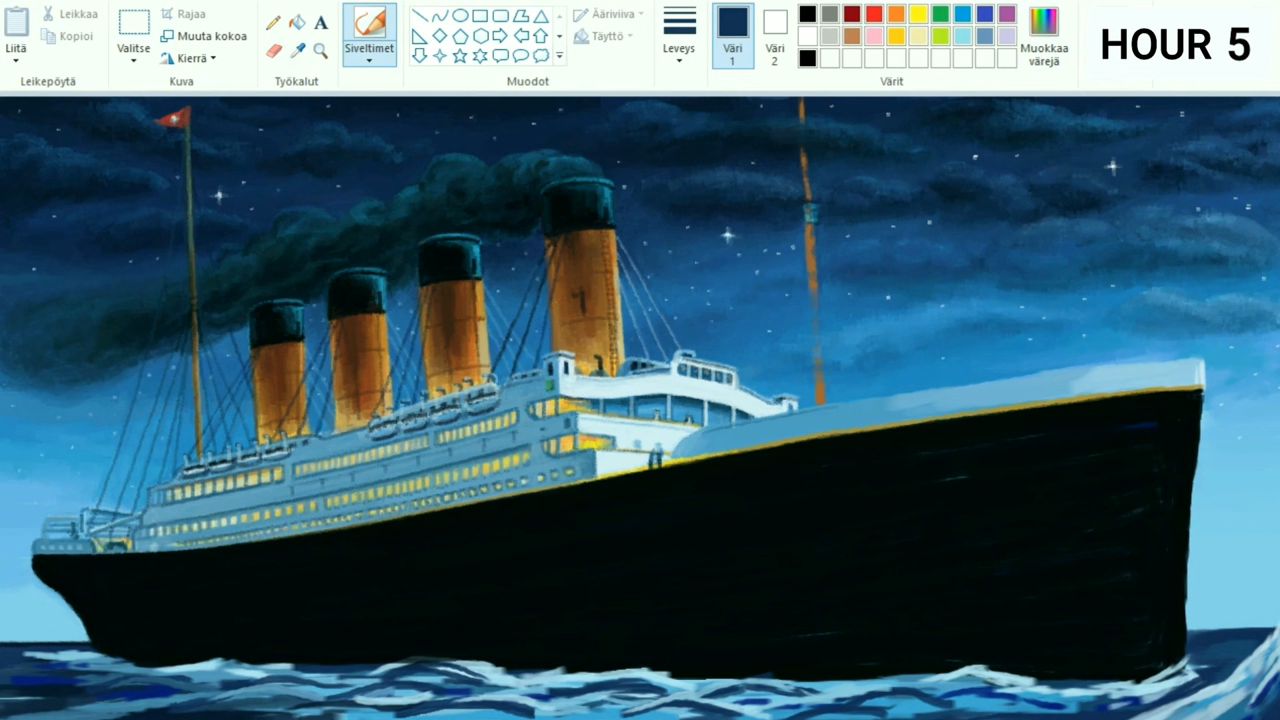 Liitä
Leikkaa
Kopioi
Leikepöytä
Valitse
Rajaa
Muuta kokoa
Kierrä
Kuva
A
Työkalut
Siveltimet
Ääriviiva
Täyttö
Muodot
Leveys
Väri
1
Väri
2
Värit
Muokkaa
värejä
HOUR 5